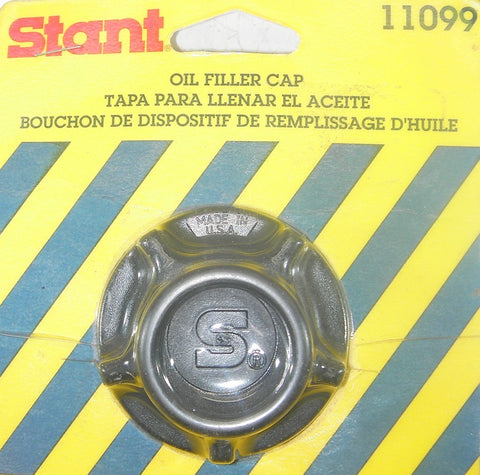 Stant 11099
OIL FILLER CAP
TAPA PARA LLENAR EL ACEITE
BOUCHON DE DISPOSITIF DE REMPLISSAGE D'HUILE
MADE IN
U.S.A.
S®